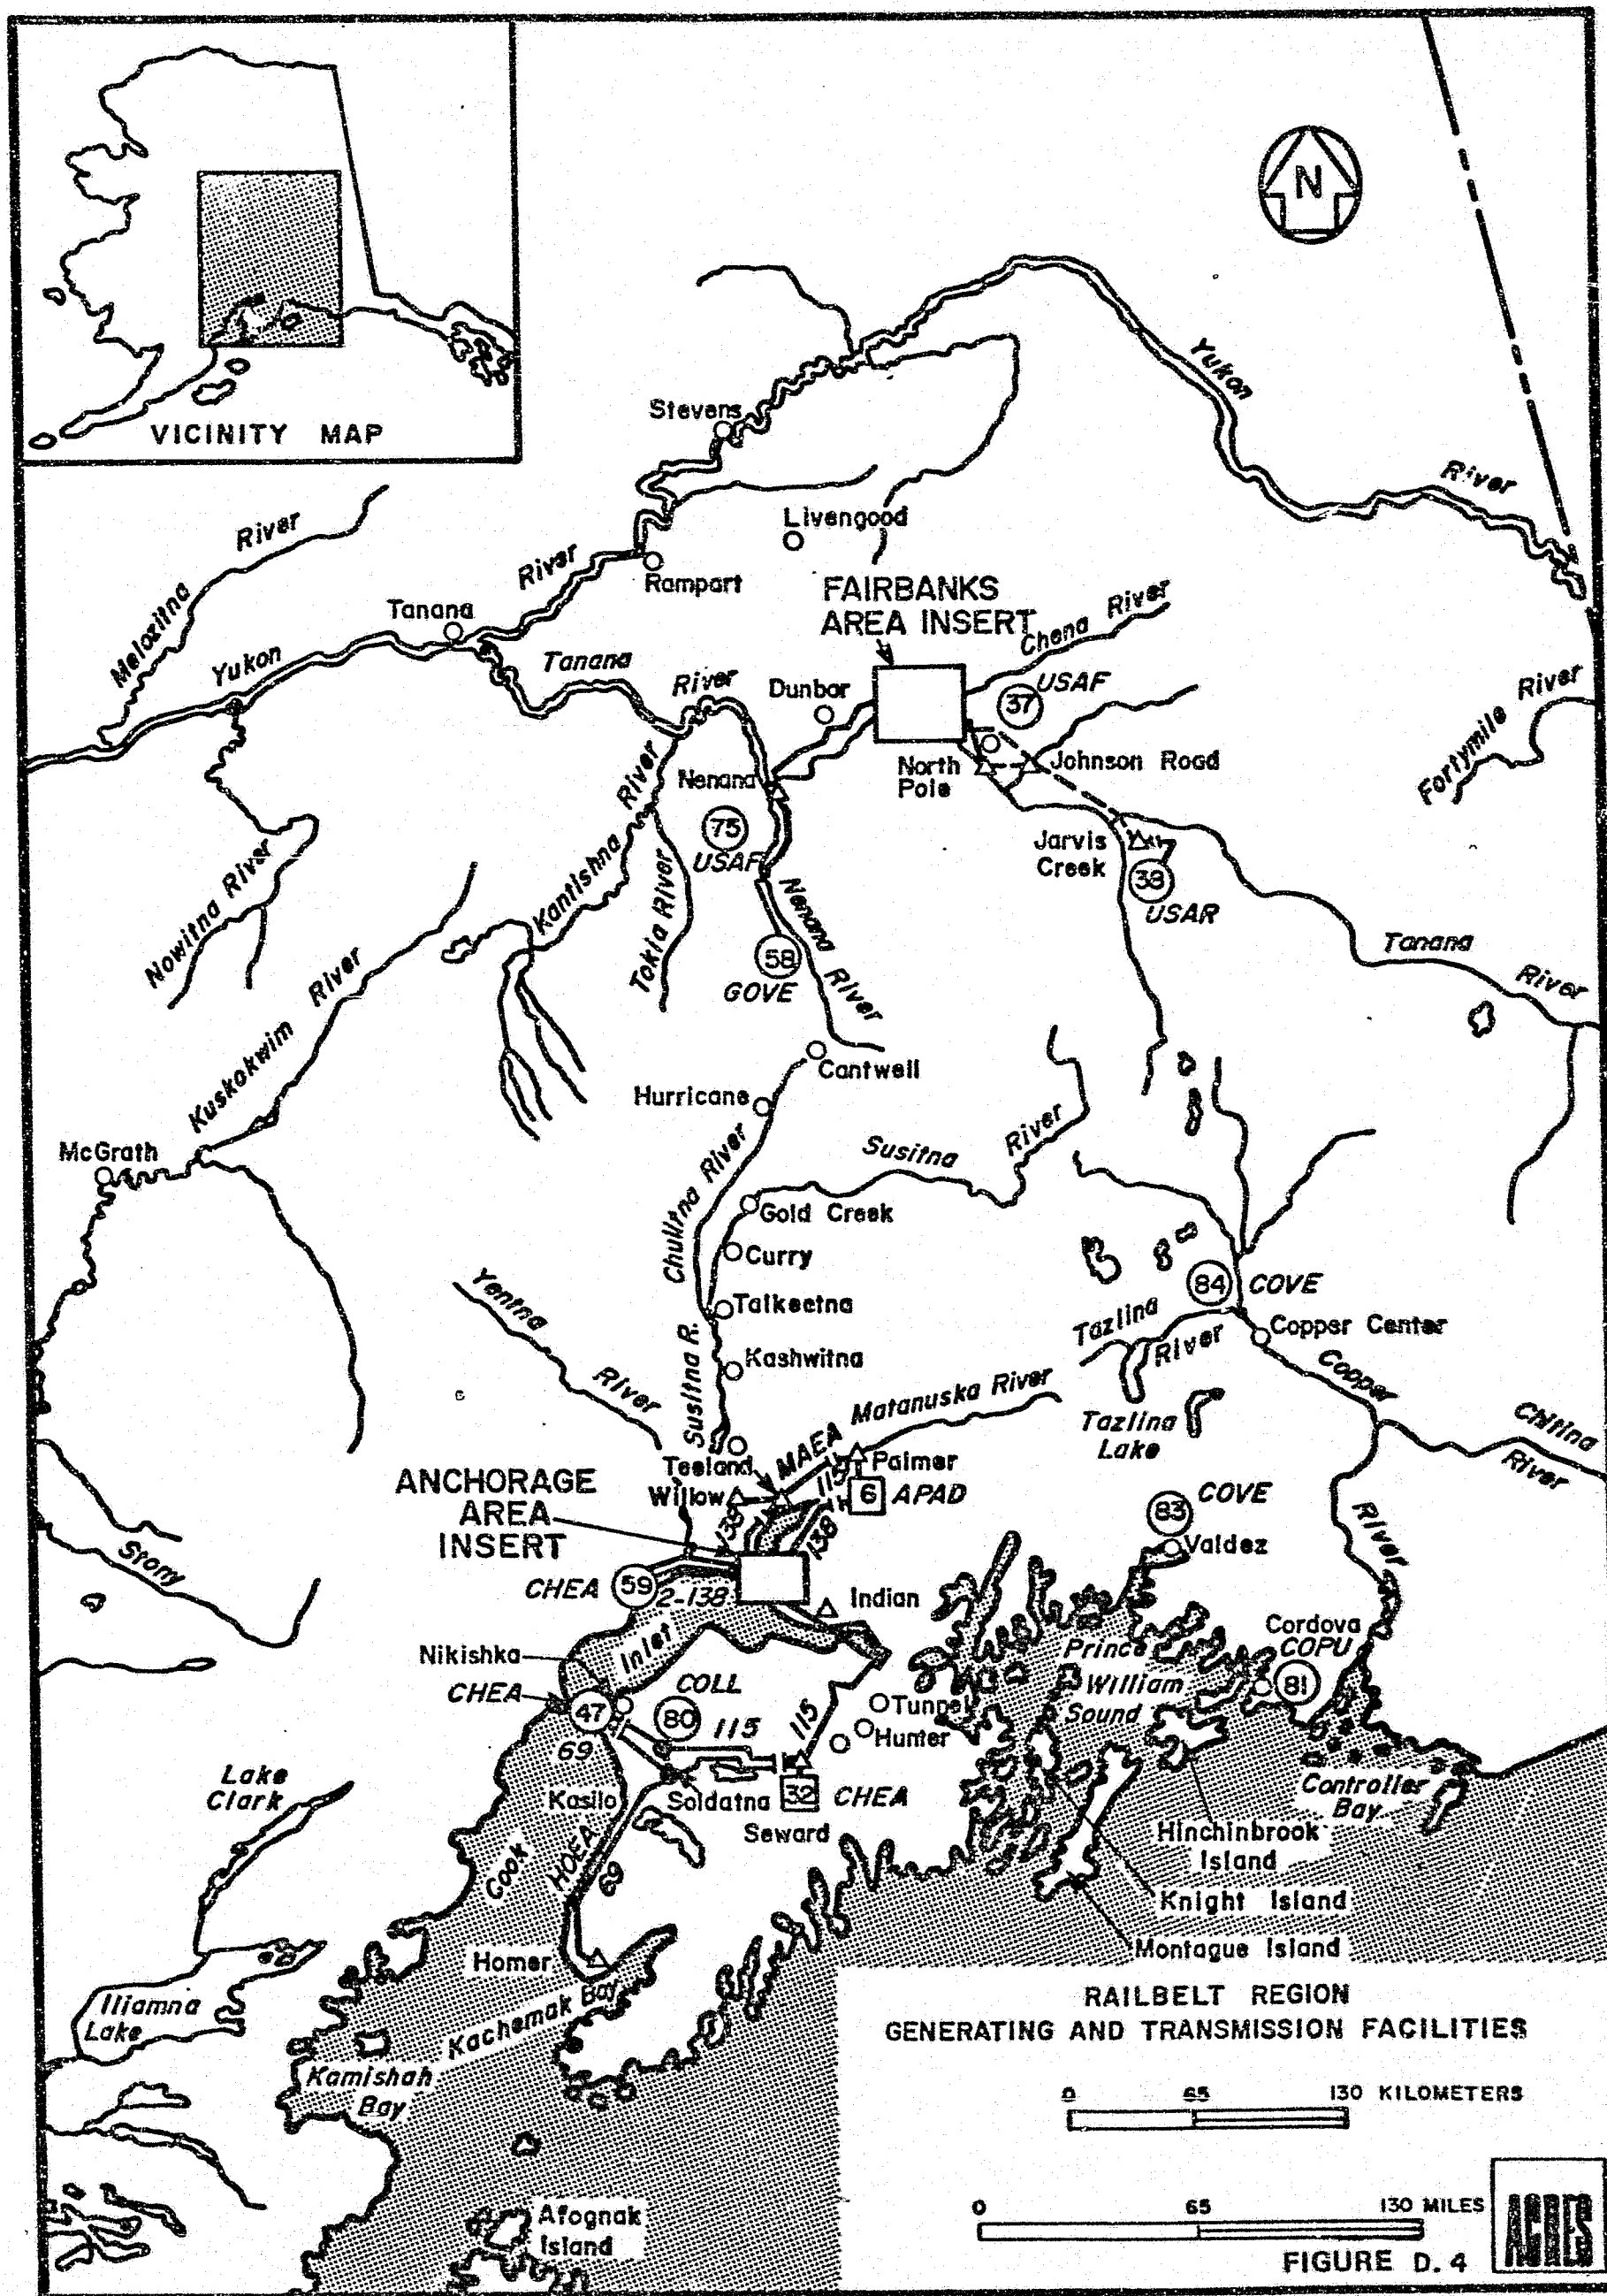 VICINITY MAP
N
Yukon
River
Stevens
Livengood
Rampart
River
Melozitna
River
Tanana
Yukon
FAIRBANKS
AREA INSERT
Chena River
Tanana
River
Dunbar
37
USAF
North
Pole
Johnson Road
Fortymile River
Nenana
75
USAF
Kantishna River
Tokla River
Nenana River
58
GOVE
Jarvis
Creek
38
USAR
Tanana
River
Nowitna River
Kuskokwim River
McGrath
Cantwell
Hurricane
Chulitna River
Susitna River
Gold Creek
Curry
Talkeetna
Kashwitna
Susitna R.
Yentna
River
84
COVE
Tazlina
River
Copper Center
Copper
River
Chitina
River
Tazlina
Lake
Matanuska River
MAEA
Teeland
Willow
Palmer
115
6
APAD
138
138
ANCHORAGE
AREA
INSERT
83
COVE
Valdez
Stony
CHEA
59
2-138
Indian
Cordova
COPU
81
Nikishka
CHEA
47
69
Inlet
COLL
80
115
115
Tunnel
Hunter
Prince
William
Sound
Kasilo
Soldatna
32
CHEA
Seward
Lake
Clark
Cook
HOEA
69
Controller
Bay
Hinchinbrook
Island
Knight Island
Montague Island
Homer
Kachemak Bay
Iliamna
Lake
Kamishah
Bay
Afognak
Island
RAILBELT REGION
GENERATING AND TRANSMISSION FACILITIES
0 65 130 KILOMETERS
0 65 130 MILES
FIGURE D.4
ACRES